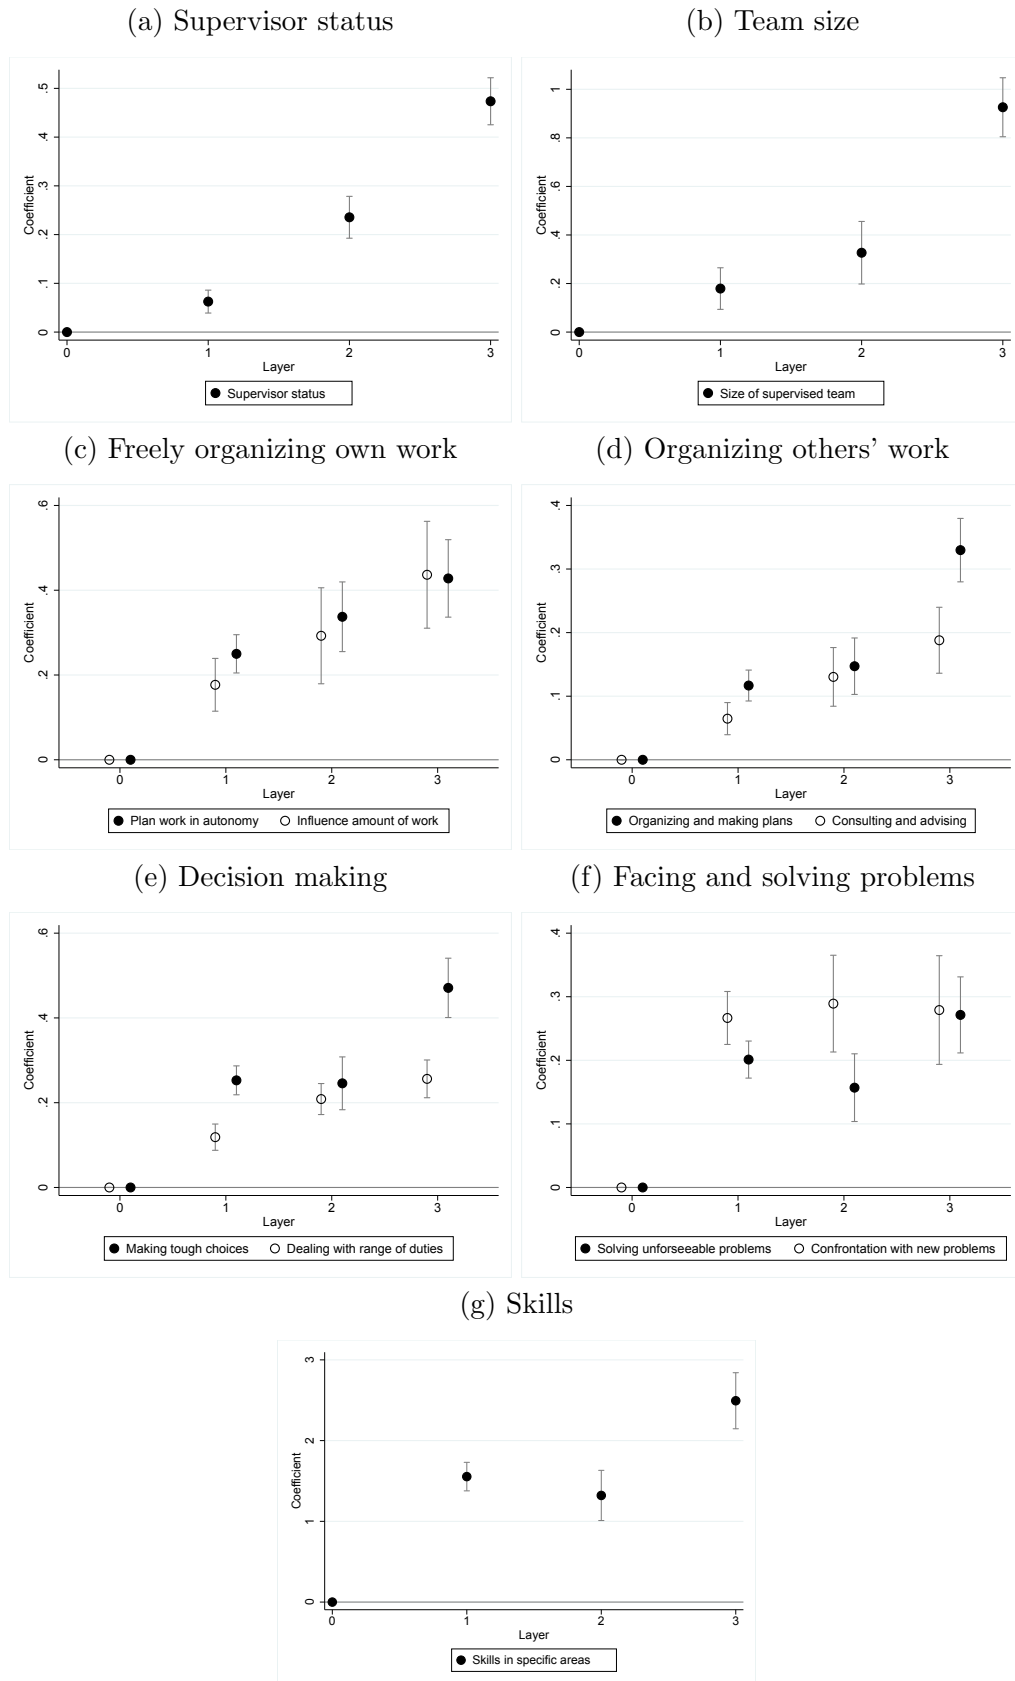 (a) Supervisor status
(b) Team size
Coefficient
0 .1 .2 .3 .4 .5
0 1 2 3
Layer
Supervisor status
Coefficient
0 .2 .4 .6 .8 1
0 1 2 3
Layer
Size of supervised team
(c) Freely organizing own work
(d) Organizing others' work
Coefficient
0 .2 .4 .6
0 1 2 3
Layer
Plan work in autonomy Influence amount of work
Coefficient
0 .1 .2 .3 .4
0 1 2 3
Layer
Organizing and making plans Consulting and advising
(e) Decision making
(f) Facing and solving problems
Coefficient
0 .2 .4 .6
0 1 2 3
Layer
Making tough choices Dealing with range of duties
Coefficient
0 .1 .2 .3 .4
0 1 2 3
Layer
Solving unforseeable problems Confrontation with new problems
(g) Skills
Coefficient
0 1 2 3
0 1 2 3
Layer
Skills in specific areas